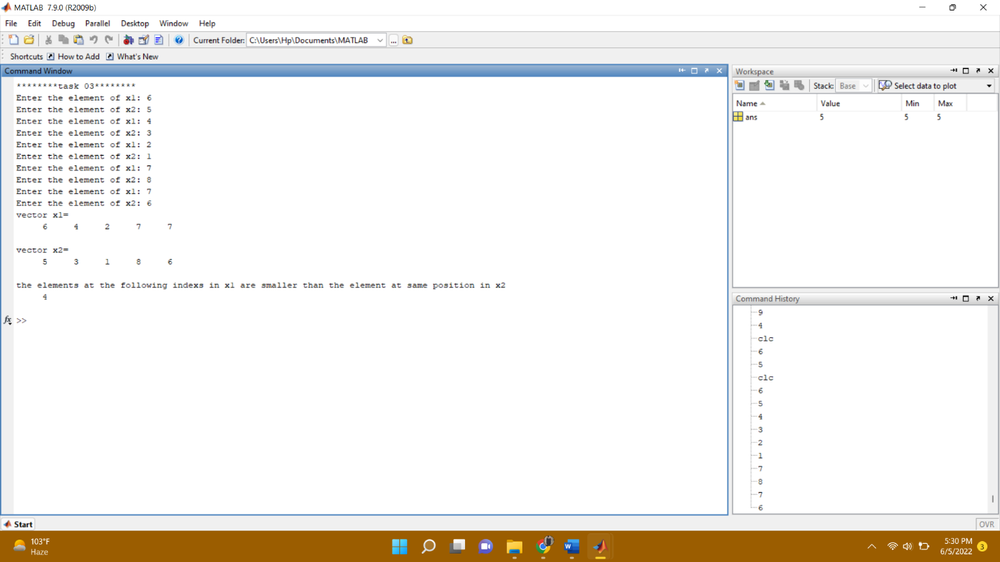 MATLAB 7.9.0 (R2009b)
File Edit Debug Parallel Desktop Window Help
Current Folder: C:\Users\Hp\Documents\MATLAB ...
Shortcuts How to Add What's New
Command Window
********task 03********
Enter the element of x1: 6
Enter the element of x2: 5
Enter the element of x1: 4
Enter the element of x2: 3
Enter the element of x1: 2
Enter the element of x2: 1
Enter the element of x1: 7
Enter the element of x2: 8
Enter the element of x1: 7
Enter the element of x2: 6
vector x1=
6 4 2 7 7
vector x2=
5 3 1 8 6
the elements at the following indexs in x1 are smaller than the element at same position in x2
4
fx >>
Workspace
Stack: Base Select data to plot
Name Value Min Max
ans 5 5 5
Command History
9
4
clc
6
5
clc
6
5
4
3
2
1
7
8
7
6
Start
OVR
103°F
Haze
5:30 PM
6/5/2022
3